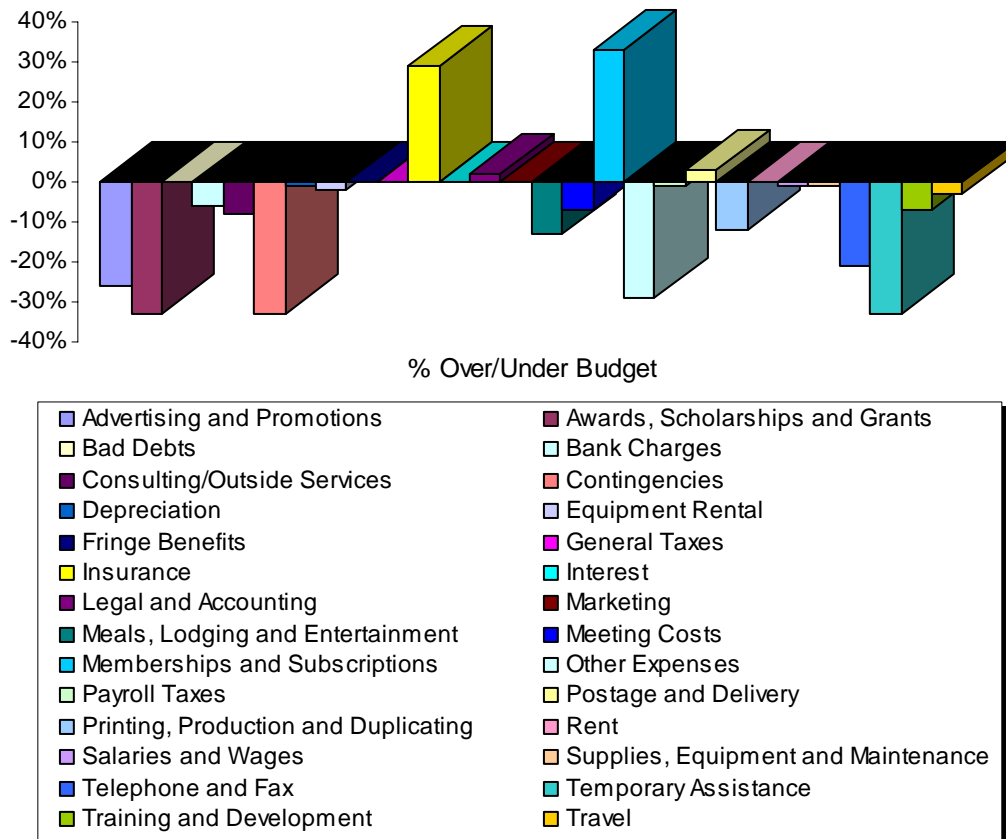 40%
30%
20%
10%
0%
-10%
-20%
-30%
-40%
% Over/Under Budget
Advertising and Promotions
Awards, Scholarships and Grants
Bad Debts
Bank Charges
Consulting/Outside Services
Contingencies
Depreciation
Equipment Rental
Fringe Benefits
General Taxes
Insurance
Interest
Legal and Accounting
Marketing
Meals, Lodging and Entertainment
Meeting Costs
Memberships and Subscriptions
Other Expenses
Payroll Taxes
Postage and Delivery
Printing, Production and Duplicating
Rent
Salaries and Wages
Supplies, Equipment and Maintenance
Telephone and Fax
Temporary Assistance
Training and Development
Travel